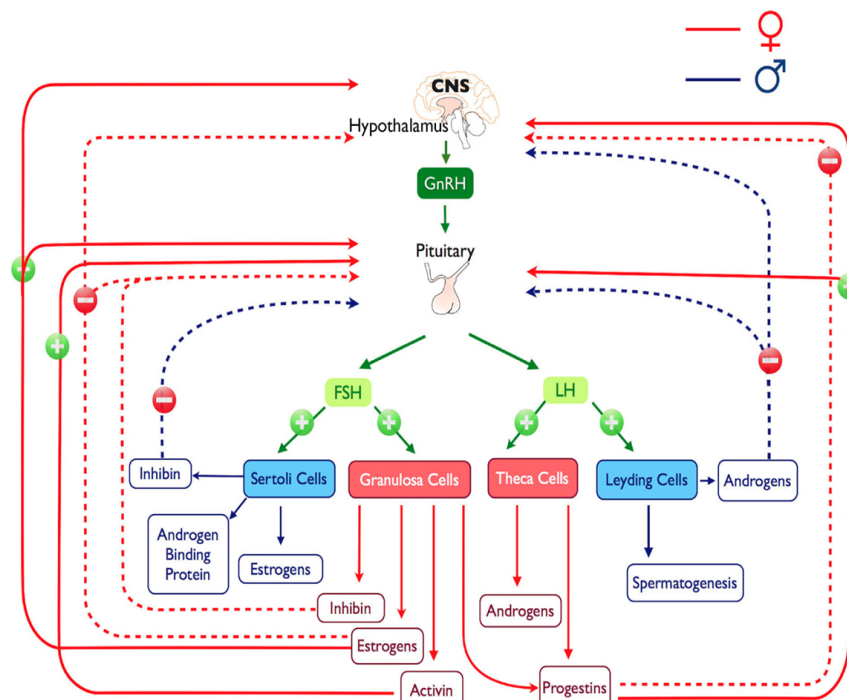 CNS
Hypothalamus
GnRH
Pituitary
FSH
LH
Inhibin
Sertoli Cells
Granulosa Cells
Theca Cells
Leyding Cells
Androgens
Androgen
Binding
Protein
Estrogens
Spermatogenesis
Inhibin
Androgens
Estrogens
Activin
Progestins